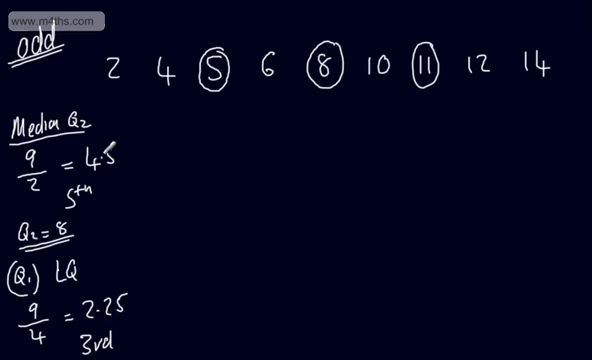 www.m4ths.com
odd
2 4 5 6 8 10 11 12 14
Median Q2
9/2 = 4.5
5th
Q2 = 8
(Q1) LQ
9/4 = 2.25
3rd